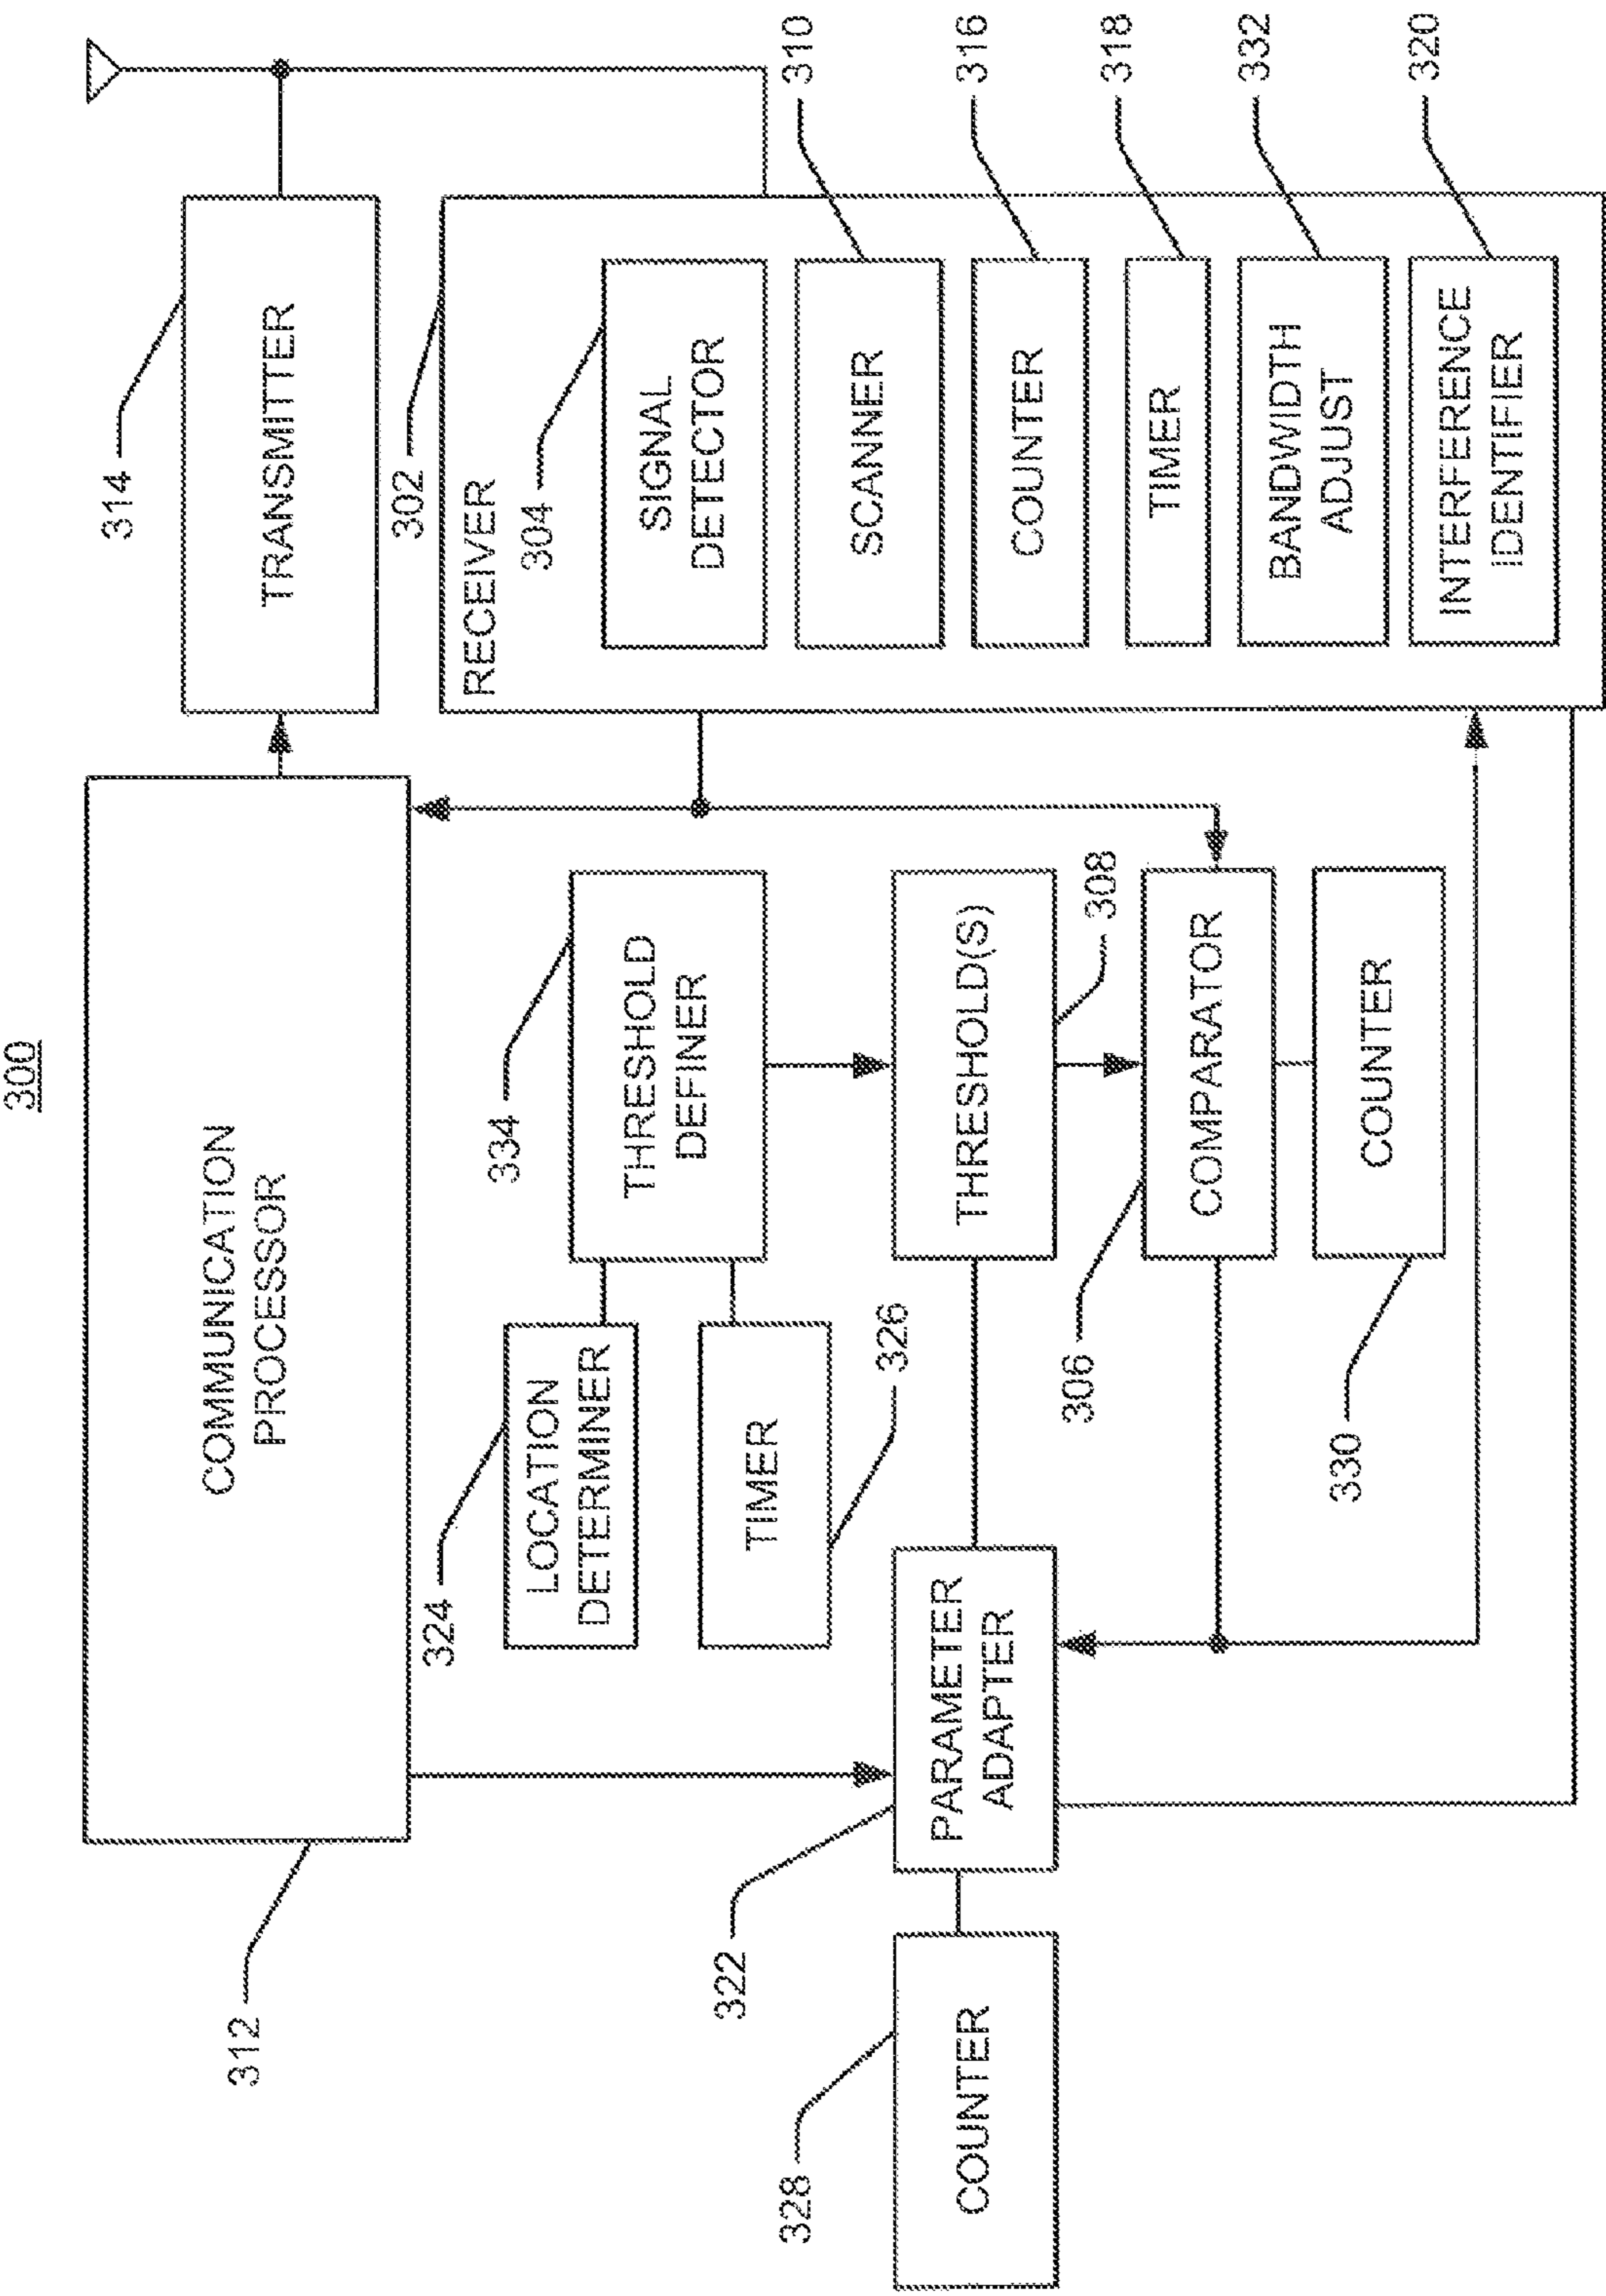 300
312
COMMUNICATION
PROCESSOR
314
TRANSMITTER
302
RECEIVER
324
LOCATION
DETERMINER
334
THRESHOLD
DEFINER
304
SIGNAL
DETECTOR
TIMER
326
310
SCANNER
328
COUNTER
322
PARAMETER
ADAPTER
THRESHOLD(S)
308
316
COUNTER
306
COMPARATOR
318
TIMER
330
COUNTER
332
BANDWIDTH
ADJUST
320
INTERFERENCE
IDENTIFIER